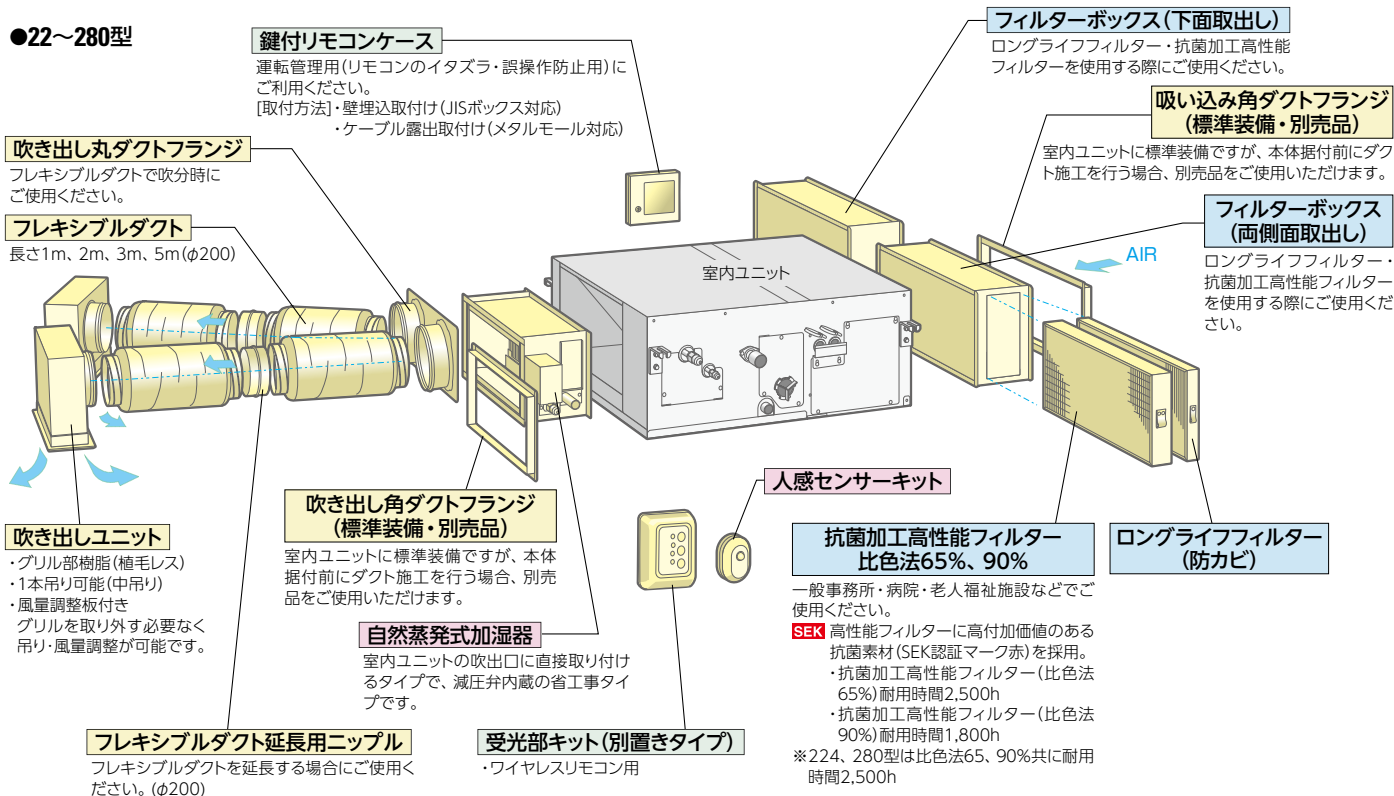 ●22〜280型
鍵付リモコンケース
運転管理用(リモコンのイタズラ・誤操作防止用)に
ご利用ください。
[取付方法]・壁埋込取付け(JISボックス対応)
・ケーブル露出取付け(メタルモール対応)
フィルターボックス(下面取出し)
ロングライフフィルター・抗菌加工高性能
フィルターを使用する際にご使用ください。
吸い込み角ダクトフランジ
(標準装備・別売品)
室内ユニットに標準装備ですが、本体据付前にダク
ト施工を行う場合、別売品をご使用いただけます。
フィルターボックス
(両側面取出し)
ロングライフフィルター・
抗菌加工高性能フィルター
を使用する際にご使用くだ
さい。
AIR
吹き出し丸ダクトフランジ
フレキシブルダクトで吹分時に
ご使用ください。
フレキシブルダクト
長さ1m、2m、3m、5m(φ200)
室内ユニット
吹き出しユニット
・グリル部樹脂(植毛レス)
・1本吊り可能(中吊り)
・風量調整板付き
グリルを取り外す必要なく
吊り・風量調整が可能です。
吹き出し角ダクトフランジ
(標準装備・別売品)
室内ユニットに標準装備ですが、本体
据付前にダクト施工を行う場合、別売
品をご使用いただけます。
自然蒸発式加湿器
室内ユニットの吹出口に直接取り付け
るタイプで、減圧弁内蔵の省工事タイ
プです。
フレキシブルダクト延長用ニップル
フレキシブルダクトを延長する場合にご使用く
ださい。(φ200)
人感センサーキット
受光部キット(別置きタイプ)
・ワイヤレスリモコン用
抗菌加工高性能フィルター
比色法65%、90%
一般事務所・病院・老人福祉施設などでご
使用ください。
SEK 高性能フィルターに高付加価値のある
抗菌素材(SEK認証マーク赤)を採用。
・抗菌加工高性能フィルター(比色法
65%)耐用時間2,500h
・抗菌加工高性能フィルター(比色法
90%)耐用時間1,800h
※224、280型は比色法65、90%共に耐用
時間2,500h
ロングライフフィルター
(防カビ)